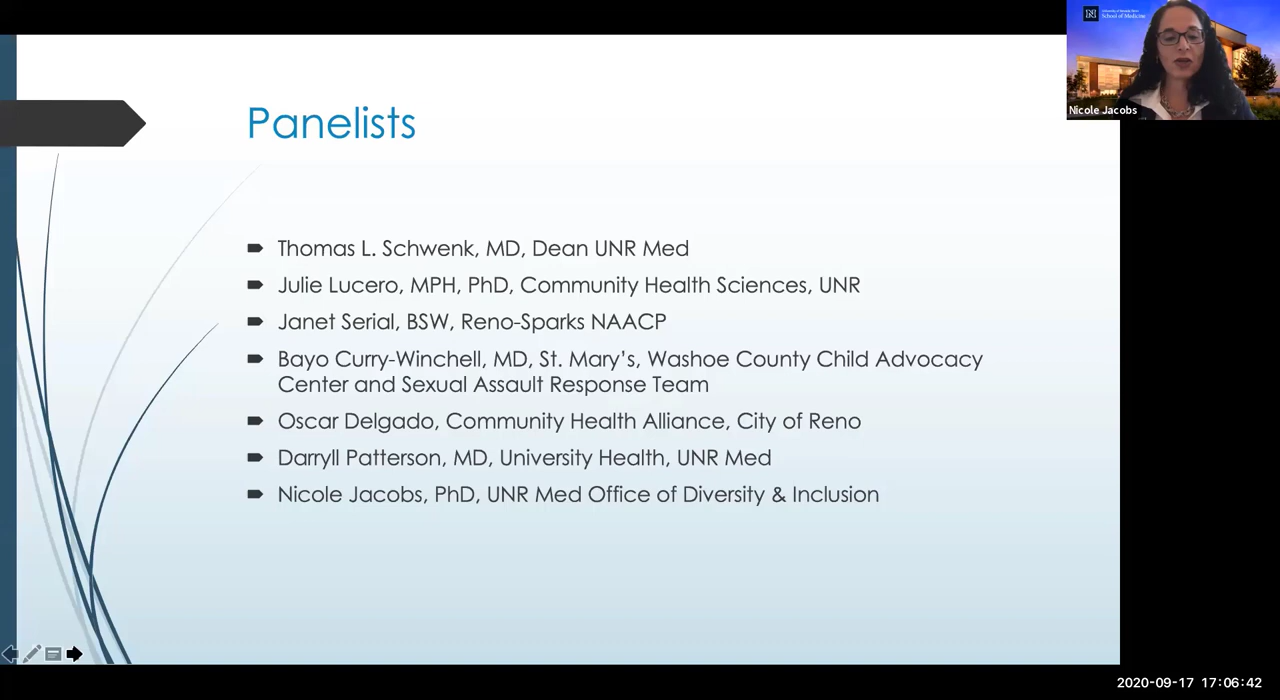 Panelists
Thomas L. Schwenk, MD, Dean UNR Med
Julie Lucero, MPH, PhD, Community Health Sciences, UNR
Janet Serial, BSW, Reno-Sparks NAACP
Bayo Curry-Winchell, MD, St. Mary’s, Washoe County Child Advocacy
Center and Sexual Assault Response Team
Oscar Delgado, Community Health Alliance, City of Reno
Darryll Patterson, MD, University Health, UNR Med
Nicole Jacobs, PhD, UNR Med Office of Diversity & Inclusion
School of Medicine
Nicole Jacobs
2020-09-17 17:06:42